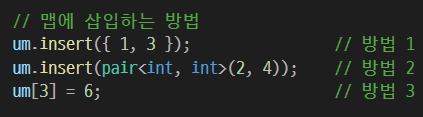 // 맵에 삽입하는 방법
um.insert({ 1, 3 }); // 방법 1
um.insert(pair<int, int>(2, 4)); // 방법 2
um[3] = 6; // 방법 3